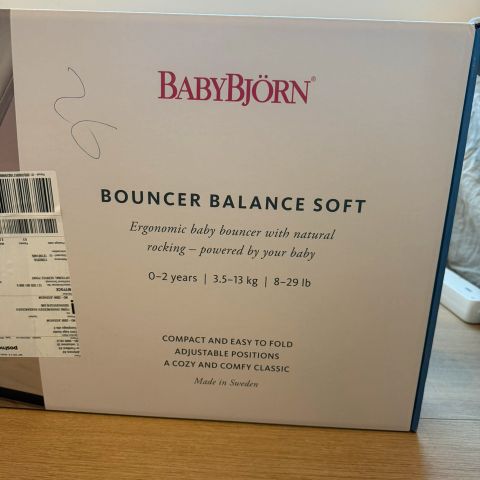 BABYBJÖRN®
BOUNCER BALANCE SOFT
Ergonomic baby bouncer with natural
rocking – powered by your baby
0–2 years | 3.5–13 kg | 8–29 lb
COMPACT AND EASY TO FOLD
ADJUSTABLE POSITIONS
A COZY AND COMFY CLASSIC
Made in Sweden